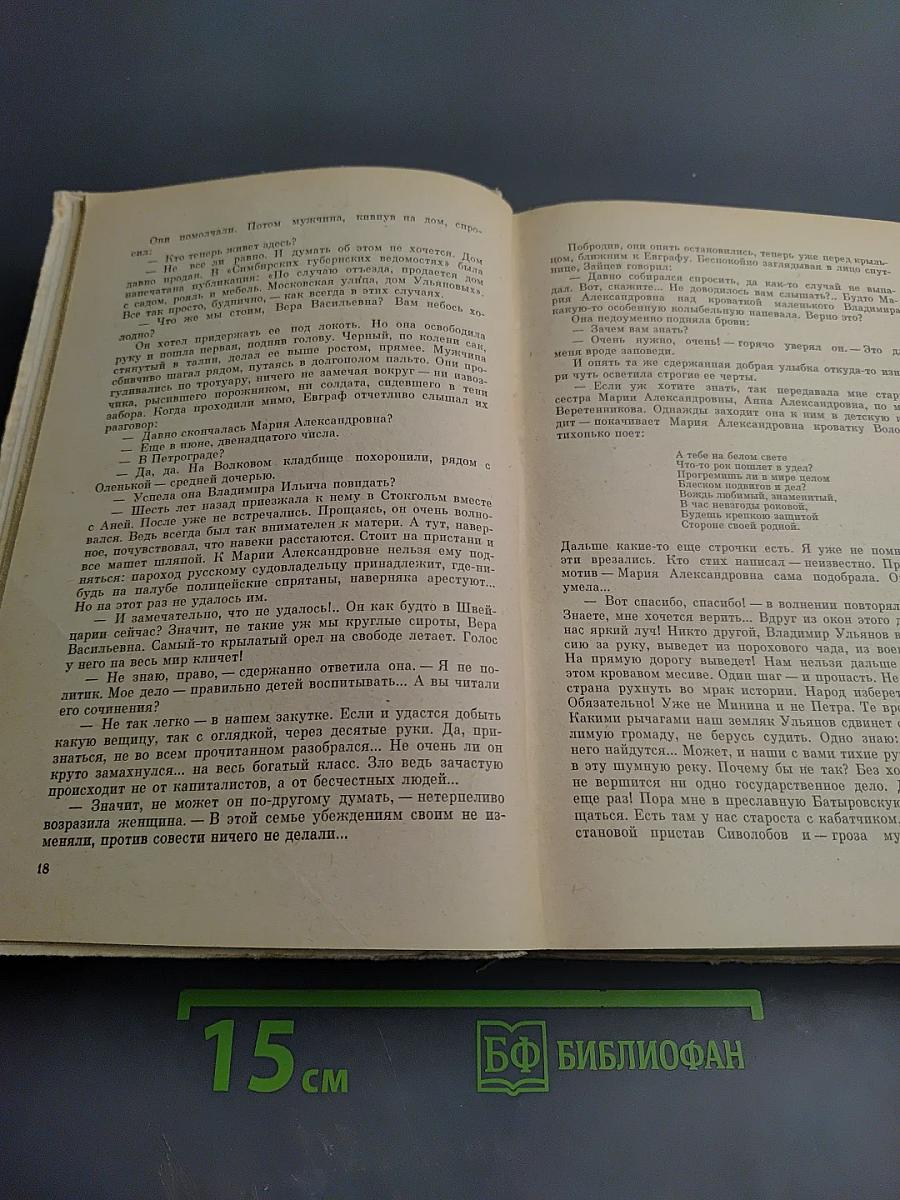 Они помолчали. Потом мужчина, кивнув на дом, спро-
сил:
— Кто теперь живет здесь?
— Не все ли равно. И думать об этом не хочется. Дом
давно продан. В «Симбирских губернских ведомостях» была
напечатана публикация: «По случаю отъезда, продается дом
с садом, рояль и мебель. Московская улица, дом Ульяновых».
Все так просто, буднично, — как всегда в этих случаях.
— Что же мы стоим, Вера Васильевна? Вам небось хо-
лодно?
Он хотел придержать ее под локоть. Но она освободила
руку и пошла первая, подняв голову. Черный, по колени сак,
стянутый в талии, делал ее выше ростом, прямее. Мужчина
сбивчиво шагал рядом, путаясь в долгополом пальто. Они про-
гуливались по тротуару, ничего не замечая вокруг — ни извоз-
чика, рысившего порожняком, ни солдата, сидевшего в тени
забора. Когда проходили мимо, Евграф отчетливо слышал их
разговор:
— Давно скончалась Мария Александровна?
— Еще в июне, двенадцатого числа.
— В Петрограде?
— Да, да. На Волковом кладбище похоронили, рядом с
Оленькой — средней дочерью.
— Успела она Владимира Ильича повидать?
— Шесть лет назад приезжала к нему в Стокгольм вместе
с Аней. После уже не встречались. Прощаясь, он очень волно-
вался. Ведь всегда был так внимателен к матери. А тут, навер-
ное, почувствовал, что навеки расстаются. Стоит на пристани и
все машет шляпой. К Марии Александровне нельзя ему под-
няться: пароход русскому судовладельцу принадлежит, где-ни-
будь на палубе полицейские спрятаны, наверняка арестуют...
Но на этот раз не удалось им.
— И замечательно, что не удалось!.. Он как будто в Швей-
царии сейчас? Значит, не такие уж мы круглые сироты, Вера
Васильевна. Самый-то крылатый орел на свободе летает. Голос
у него на весь мир кличет!
— Не знаю, право, — сдержанно ответила она. — Я не по-
литик. Мое дело — правильно детей воспитывать... А вы читали
его сочинения?
— Не так легко — в нашем закутке. Если и удастся добыть
какую вещицу, так с оглядкой, через десятые руки. Да, при-
знаться, не во всем прочитанном разобрался... Не очень ли он
круто замахнулся... на весь богатый класс. Зло ведь зачастую
происходит не от капиталистов, а от бесчестных людей...
— Значит, не может он по-другому думать, — нетерпеливо
возразила женщина. — В этой семье убеждениям своим не из-
меняли, против совести ничего не делали...
18
Побродив, они опять остановились, теперь уже перед крыль-
цом, ближним к Евграфу. Беспокойно заглядывая в лицо спут-
нице, Зайцев говорил:
— Давно собирался спросить, да как-то случай не выпа-
дал. Вот, скажите... Не доводилось вам слышать?.. Будто Ма-
рия Александровна над кроваткой маленького Владимира
какую-то особенную колыбельную напевала. Верно это?
Она недоуменно подняла брови:
— Зачем вам знать?
— Очень нужно, очень! — горячо уверял он. — Это дл
меня вроде заповеди.
И опять та же сдержанная добрая улыбка откуда-то изн
ри чуть осветила строгие ее черты.
— Если уж хотите знать, так передавала мне стар
сестра Марии Александровны, Анна Александровна, по м
Веретенникова. Однажды заходит она к ним в детскую и
дит — покачивает Мария Александровна кроватку Воло
тихонько поет:
А тебе на белом свете
Что-то рок пошлет в удел?
Прогремишь ли в мире целом
Блеском подвигов и дел?
Вождь любимый, знаменитый,
В час невзгоды роковой,
Будешь крепкою защитой
Стороне своей родной.
Дальше какие-то еще строчки есть. Я уже не помн
эти врезались. Кто стих написал — неизвестно. Пр
мотив — Мария Александровна сама подобрала. О
умела...
— Вот спасибо, спасибо! — в волнении повторял
Знаете, мне хочется верить... Вдруг из окон этого д
нас яркий луч! Никто другой, Владимир Ульянов в
сию за руку, выведет из порохового чада, из вое
На прямую дорогу выведет! Нам нельзя дальше
этом кровавом месиве. Один шаг — и пропасть. Не
страна рухнуть во мрак истории. Народ изберет
Обязательно! Уже не Минина и не Петра. Те вр
Какими рычагами наш земляк Ульянов сдвинет с
лимую громаду, не берусь судить. Одно знаю:
него найдутся... Может, и наши с вами тихие ру
в эту шумную реку. Почему бы не так? Без хо
не вершится ни одно государственное дело. Д
еще раз! Пора мне в преславную Батыровскую
щаться. Есть там у нас староста с кабатчиком,
становой пристав Сиволобов и — гроза му
15 см
БФ БИБЛИОФАН